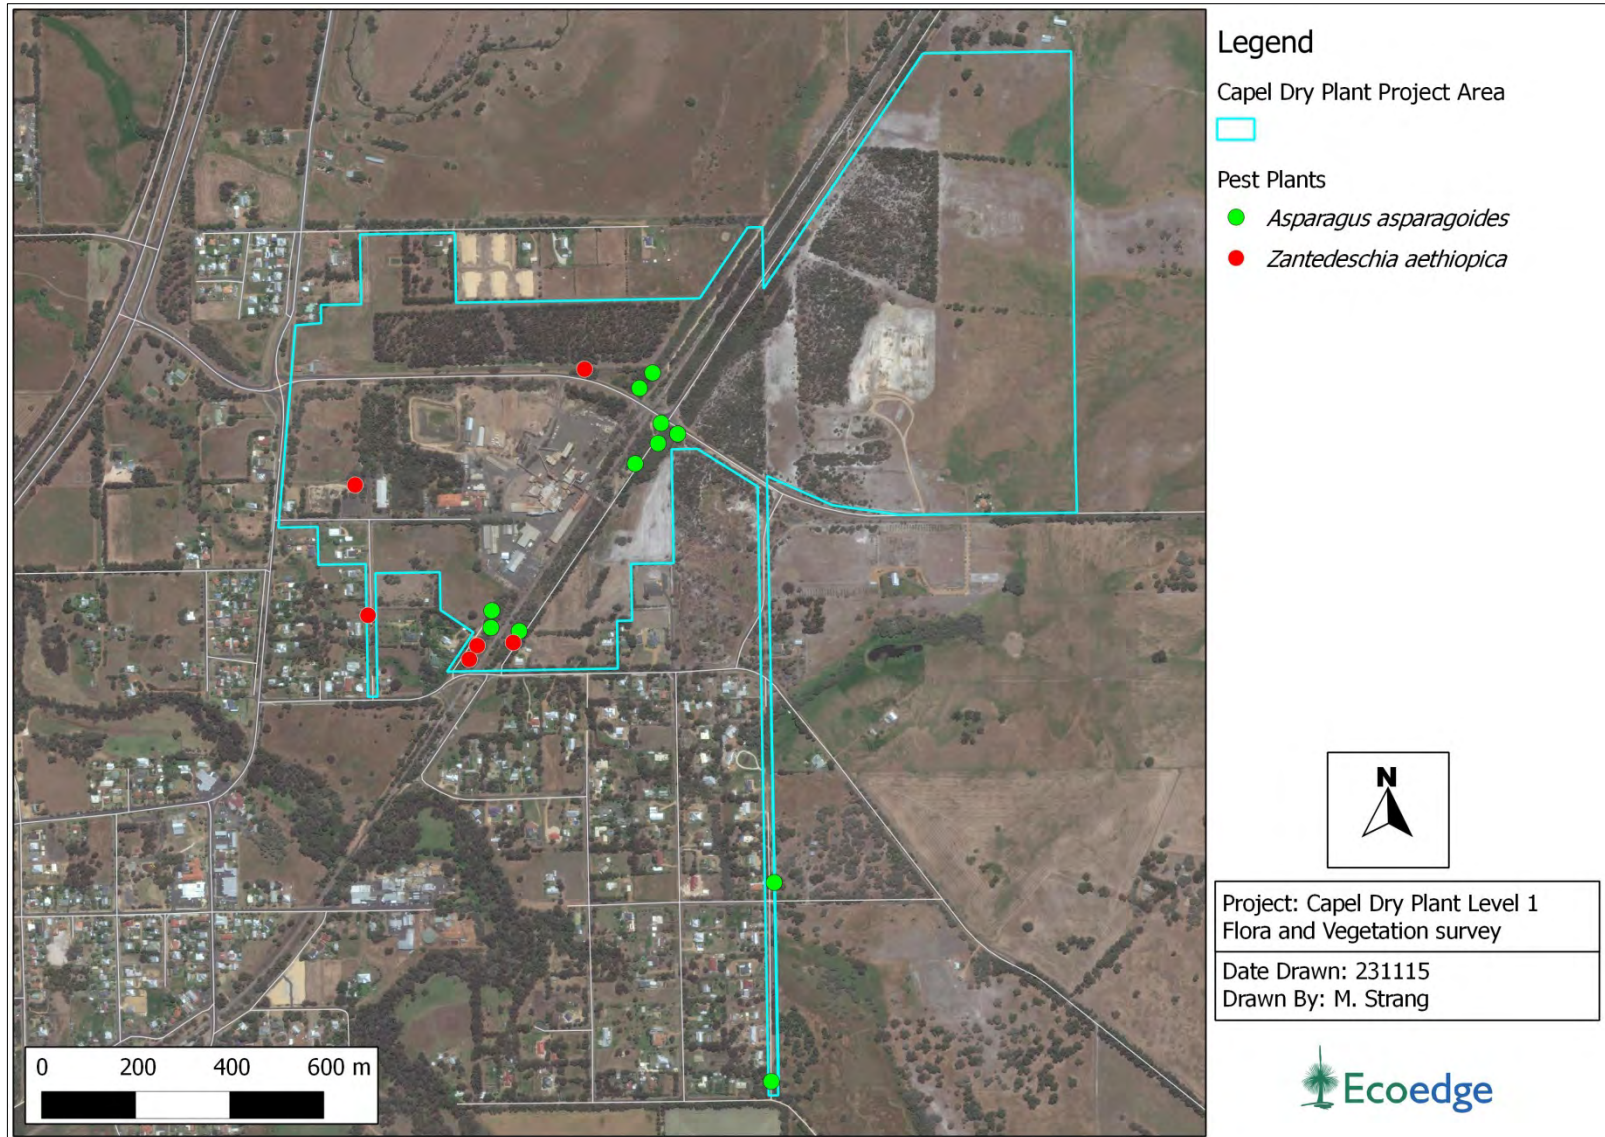 Legend
Capel Dry Plant Project Area
Pest Plants
Asparagus asparagoides
Zantedeschia aethiopica
N
Project: Capel Dry Plant Level 1
Flora and Vegetation survey
Date Drawn: 231115
Drawn By: M. Strang
0 200 400 600 m
Ecoedge